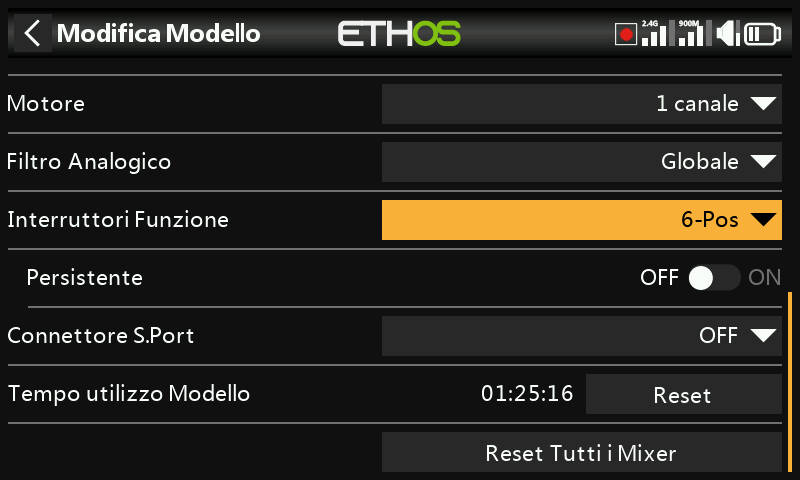 Modifica Modello ETHOS 2.4G 900M
Motore 1 canale
Filtro Analogico Globale
Interruttori Funzione 6-Pos
Persistente OFF ON
Connettore S.Port OFF
Tempo utilizzo Modello 01:25:16 Reset
Reset Tutti i Mixer